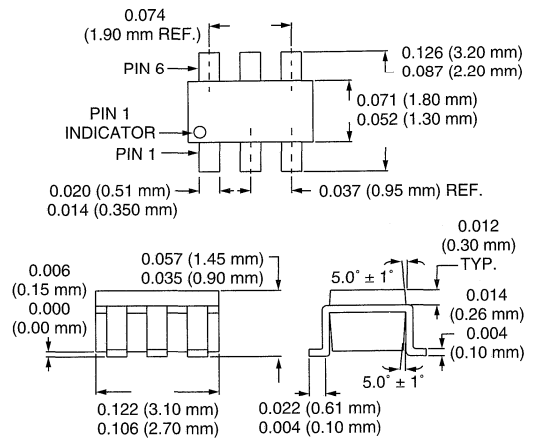 0.074
(1.90 mm REF.)
PIN 6
0.126 (3.20 mm)
0.087 (2.20 mm)
0.071 (1.80 mm)
0.052 (1.30 mm)
PIN 1
INDICATOR
PIN 1
0.020 (0.51 mm)
0.014 (0.350 mm)
0.037 (0.95 mm) REF.
0.012
(0.30 mm)
TYP.
0.057 (1.45 mm)
0.035 (0.90 mm)
5.0° ± 1°
0.006
(0.15 mm)
0.000
(0.00 mm)
0.014
(0.26 mm)
0.004
(0.10 mm)
5.0° ± 1°
0.122 (3.10 mm)
0.106 (2.70 mm)
0.022 (0.61 mm)
0.004 (0.10 mm)